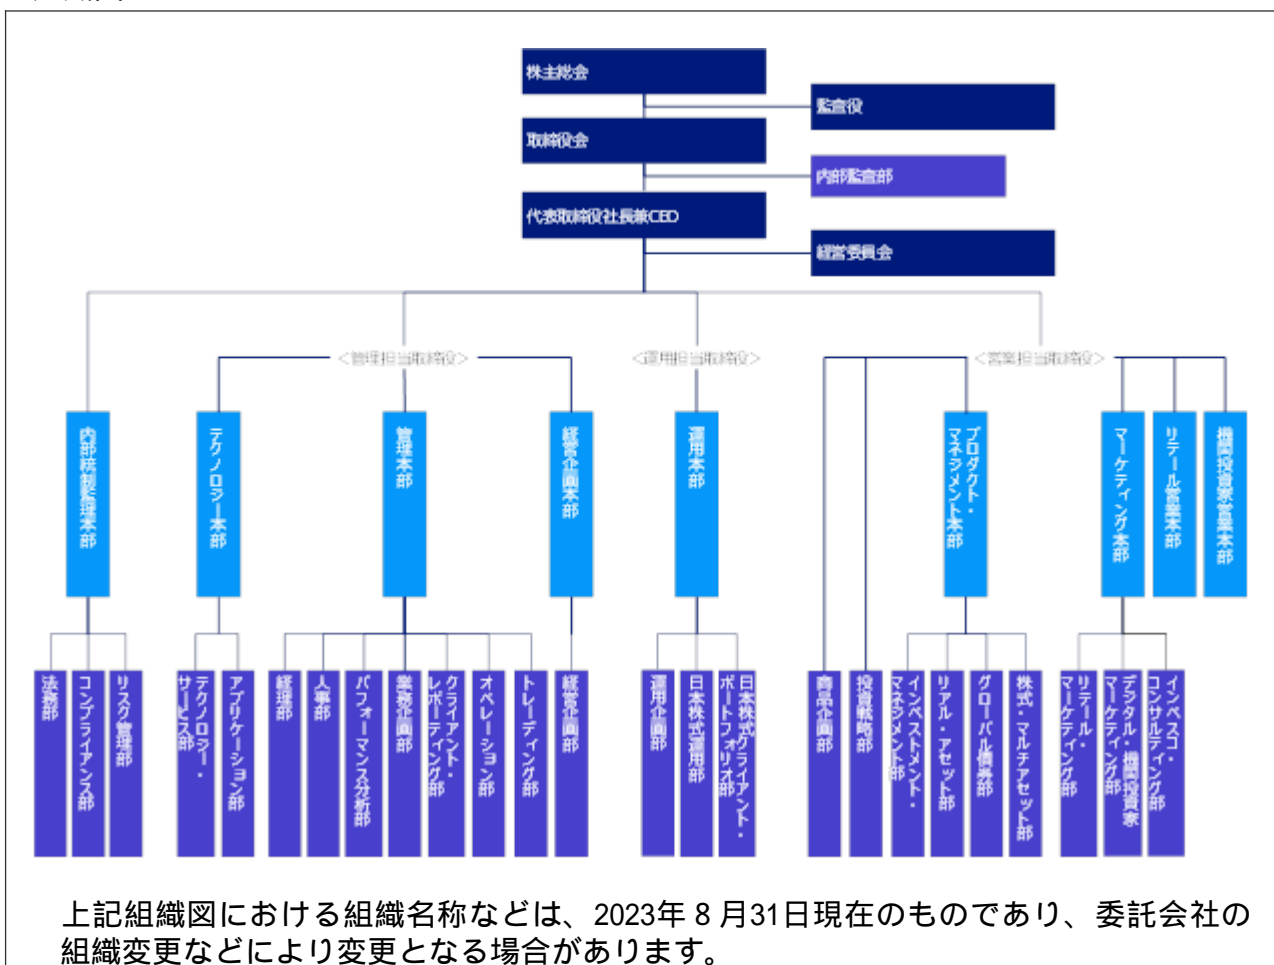 株主総会
監査役
取締役会
内部監査部
代表取締役社長兼CEO
経営委員会
<管理担当取締役>
<運用担当取締役>
<営業担当取締役>
内部統制監理本部
テクノロジー本部
管理本部
経営企画本部
運用本部
プロダクト・
マネジメント本部
マーケティング本部
リテール営業本部
機関投資家営業本部
法務部
コンプライアンス部
リスク管理部
テクノロジー・
サービス部
アプリケーション部
経理部
人事部
パフォーマンス分析部
業務企画部
クライアント・
レポーティング部
オペレーション部
トレーディング部
経営企画部
運用企画部
日本株式運用部
日本株式クライアント・
ポートフォリオ部
商品企画部
投資戦略部
インベストメント・
マネジメント部
リアル・アセット部
グローバル債券部
株式・マルチアセット部
リテール・
マーケティング部
デジタル・機関投資家
マーケティング部
インベスコ・
コンサルティング部
上記組織図における組織名称などは、2023年8月31日現在のものであり、委託会社の
組織変更などにより変更となる場合があります。